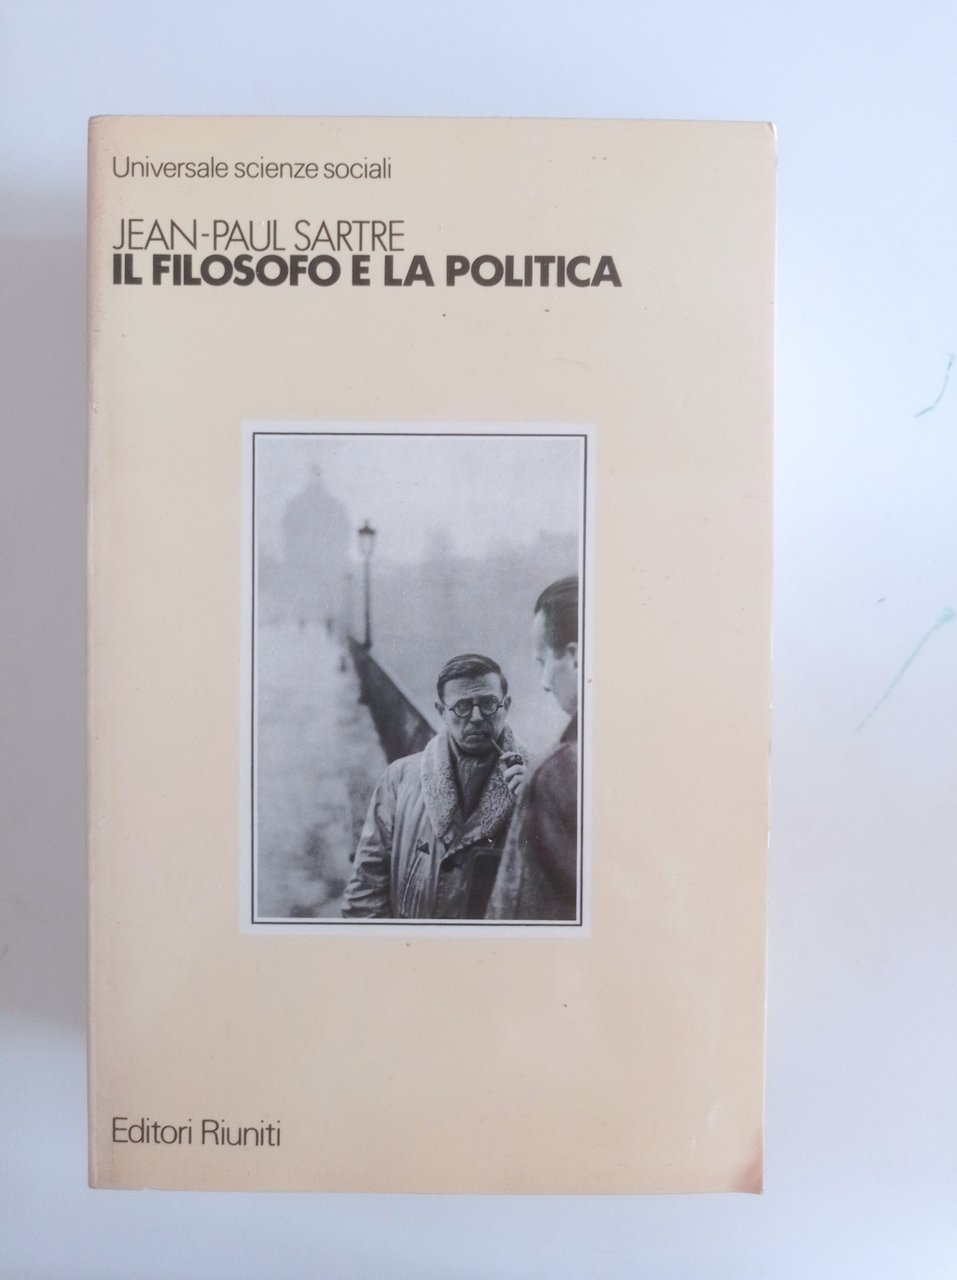 Universale scienze sociali
JEAN-PAUL SARTRE
IL FILOSOFO E LA POLITICA
Editori Riuniti